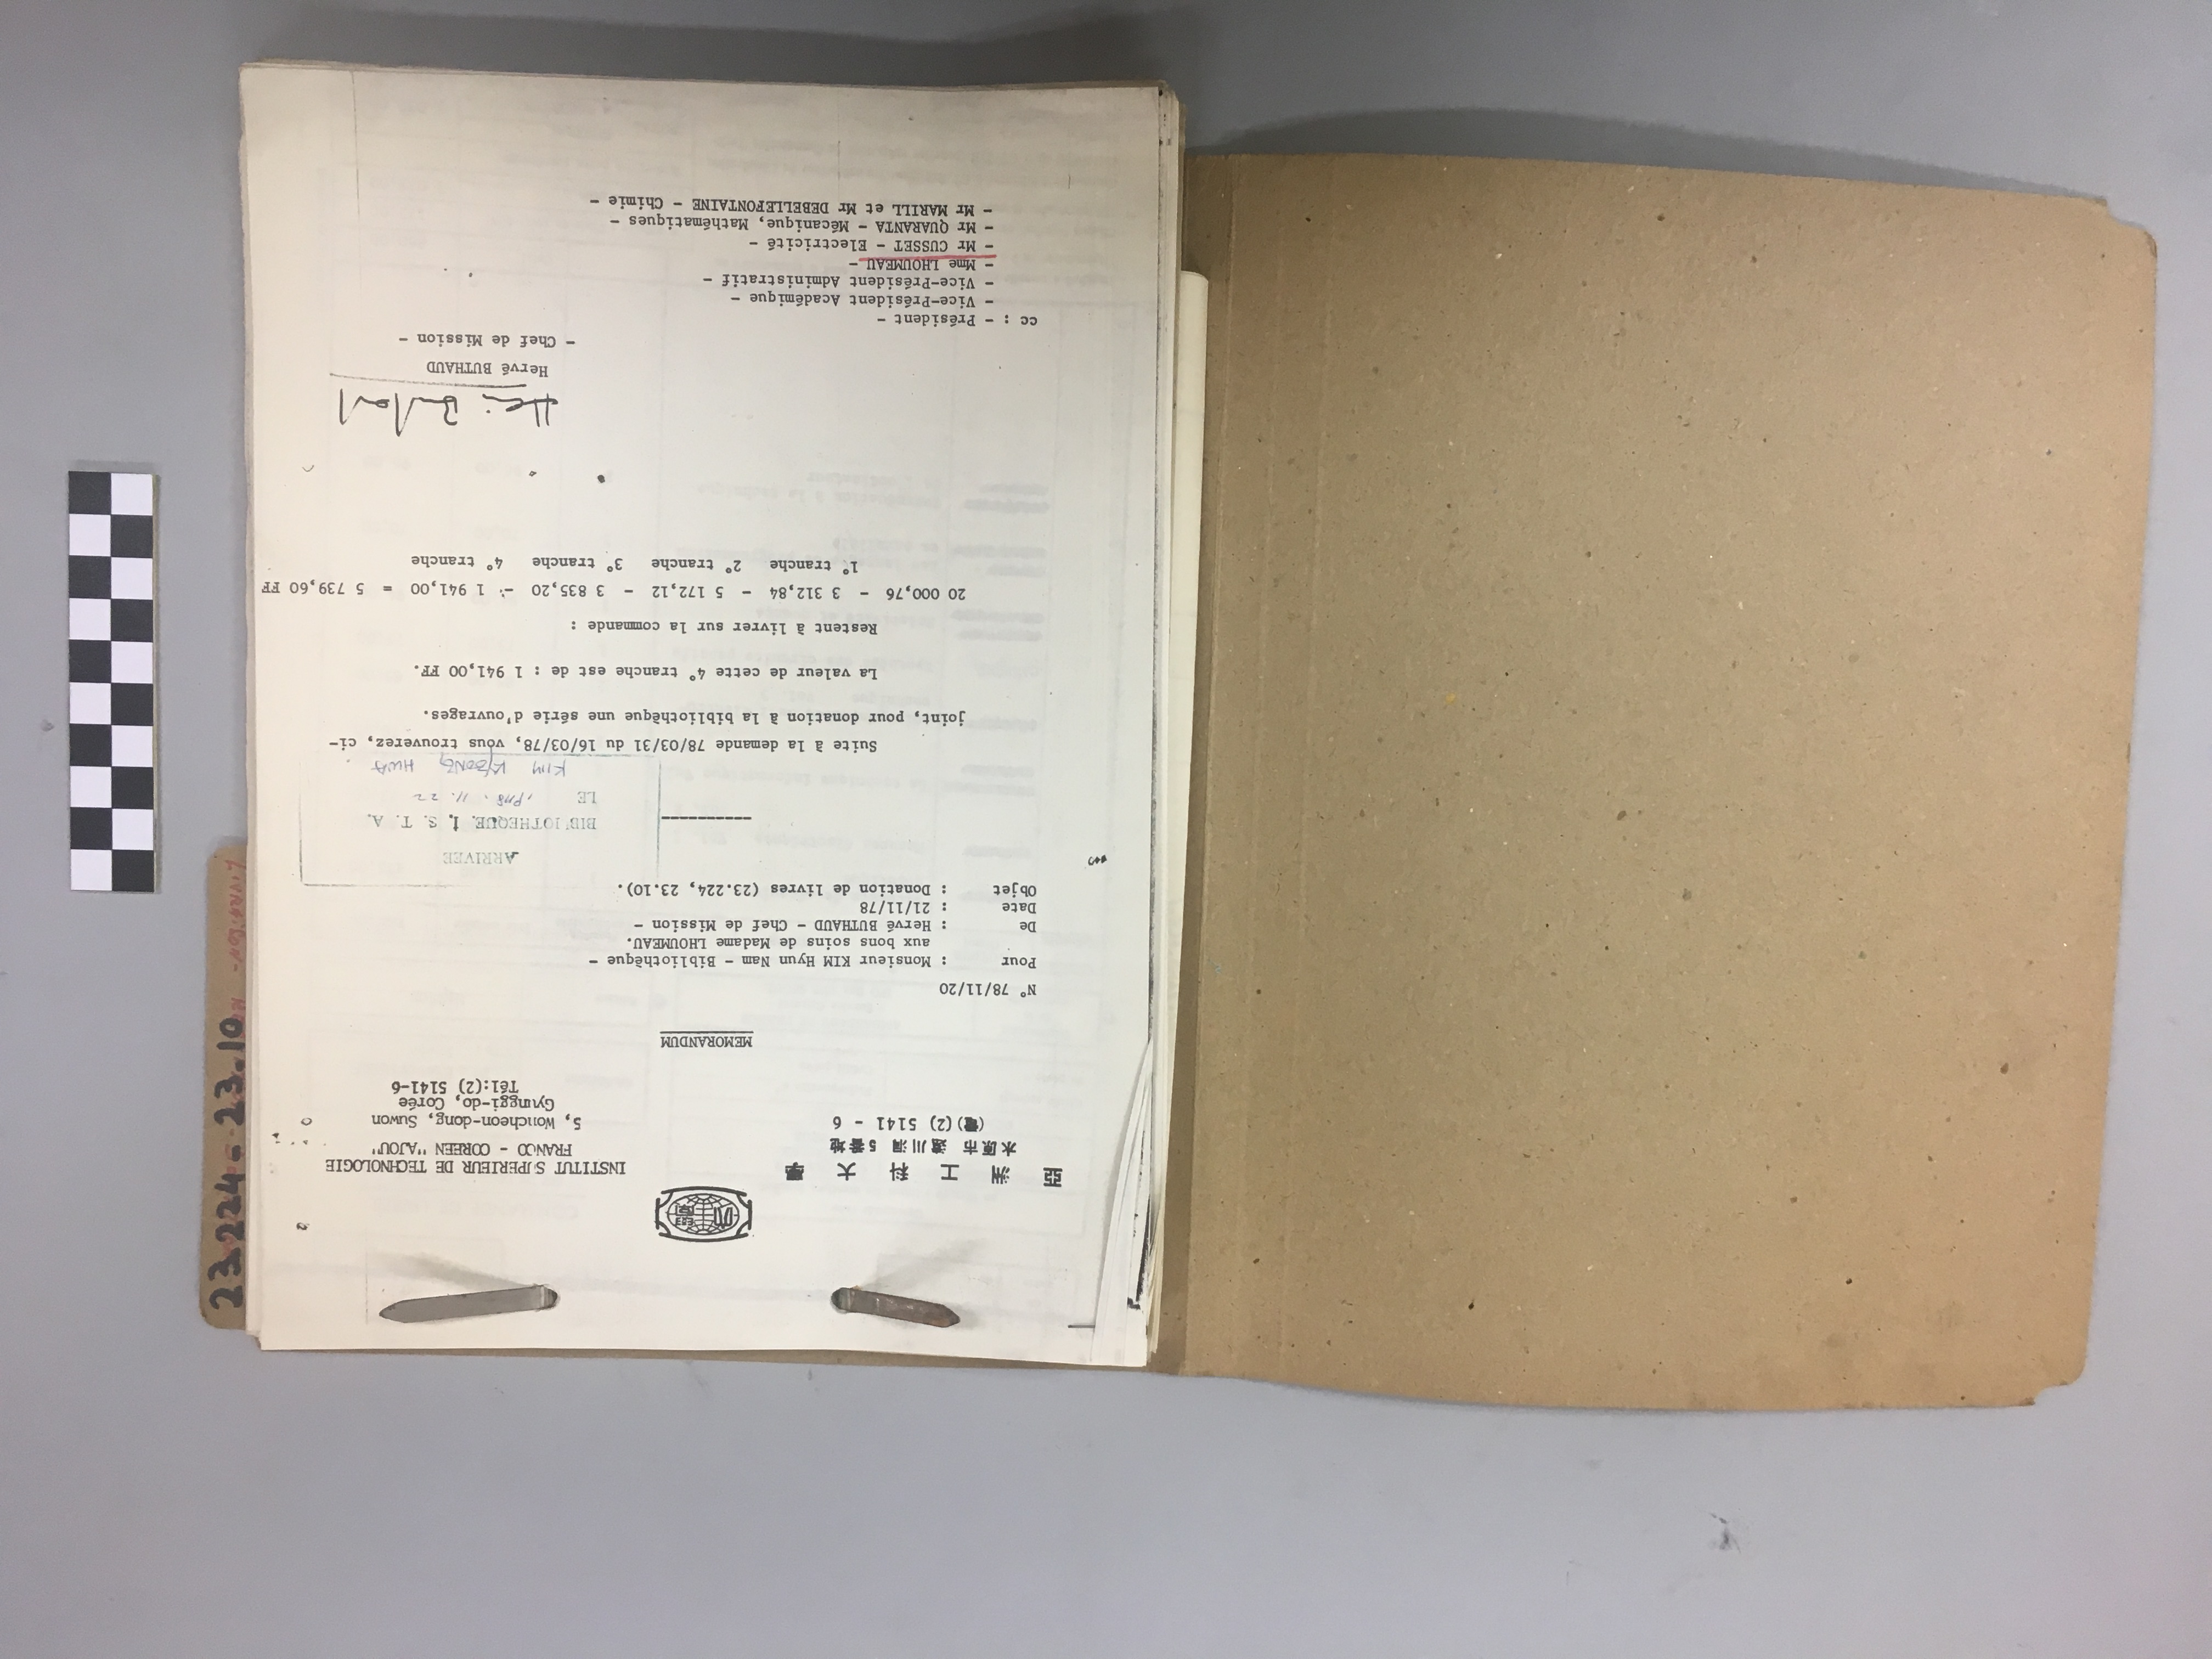 亞洲工科大學
水原市 遠川洞 5番地
(電)(2) 5141 - 6
INSTITUT SUPERIEUR DE TECHNOLOGIE
FRANCO - COREEN "AJOU"
5, Woncheon-dong, Suwon
Gyunggi-do, Corée
Tél:(2) 5141-6
MEMORANDUM
N° 78/11/20
Pour : Monsieur KIM Hyun Nam - Bibliothèque -
aux bons soins de Madame LHOUMEAU.
De : Hervé BUTHAUD - Chef de Mission -
Date : 21/11/78
Objet : Donation de livres (23.224, 23.10).
ARRIVEE
BIBLIOTHEQUE I. S. T. A.
LE 1978. 11. 22
KIM KYONG HWA
Suite à la demande 78/03/31 du 16/03/78, vous trouverez, ci-
joint, pour donation à la bibliothèque une série d'ouvrages.
La valeur de cette 4° tranche est de : 1 941,00 FF.
Restent à livrer sur la commande :
20 000,76 - 3 312,84 - 5 172,12 - 3 835,20 - 1 941,00 = 5 739,60 FF
1° tranche 2° tranche 3° tranche 4° tranche
Hervé BUTHAUD
- Chef de Mission -
cc : - Président -
- Vice-Président Académique -
- Vice-Président Administratif -
- Mme LHOUMEAU -
- Mr CUSSET - Electricité -
- Mr QUARANTA - Mécanique, Mathématiques -
- Mr MARILL et Mr DEBELLEFONTAINE - Chimie -
23.224 - 23.10